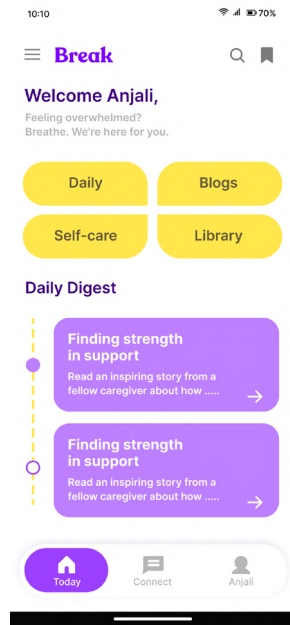 10:10
70%
Break
Welcome Anjali,
Feeling overwhelmed?
Breathe. We're here for you.
Daily
Blogs
Self-care
Library
Daily Digest
Finding strength
in support
Read an inspiring story from a
fellow caregiver about how .....
Finding strength
in support
Read an inspiring story from a
fellow caregiver about how .....
Today
Connect
Anjali